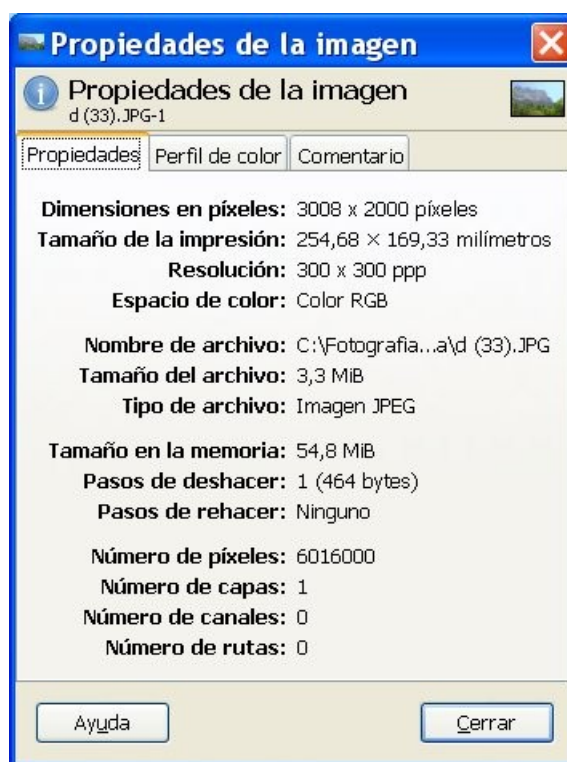 Propiedades de la imagen
Propiedades de la imagen
d (33).JPG-1
Propiedades Perfil de color Comentario
Dimensiones en píxeles: 3008 x 2000 píxeles
Tamaño de la impresión: 254,68 × 169,33 milímetros
Resolución: 300 x 300 ppp
Espacio de color: Color RGB
Nombre de archivo: C:\Fotografia...a\d (33).JPG
Tamaño del archivo: 3,3 MiB
Tipo de archivo: Imagen JPEG
Tamaño en la memoria: 54,8 MiB
Pasos de deshacer: 1 (464 bytes)
Pasos de rehacer: Ninguno
Número de píxeles: 6016000
Número de capas: 1
Número de canales: 0
Número de rutas: 0
Ayuda Cerrar